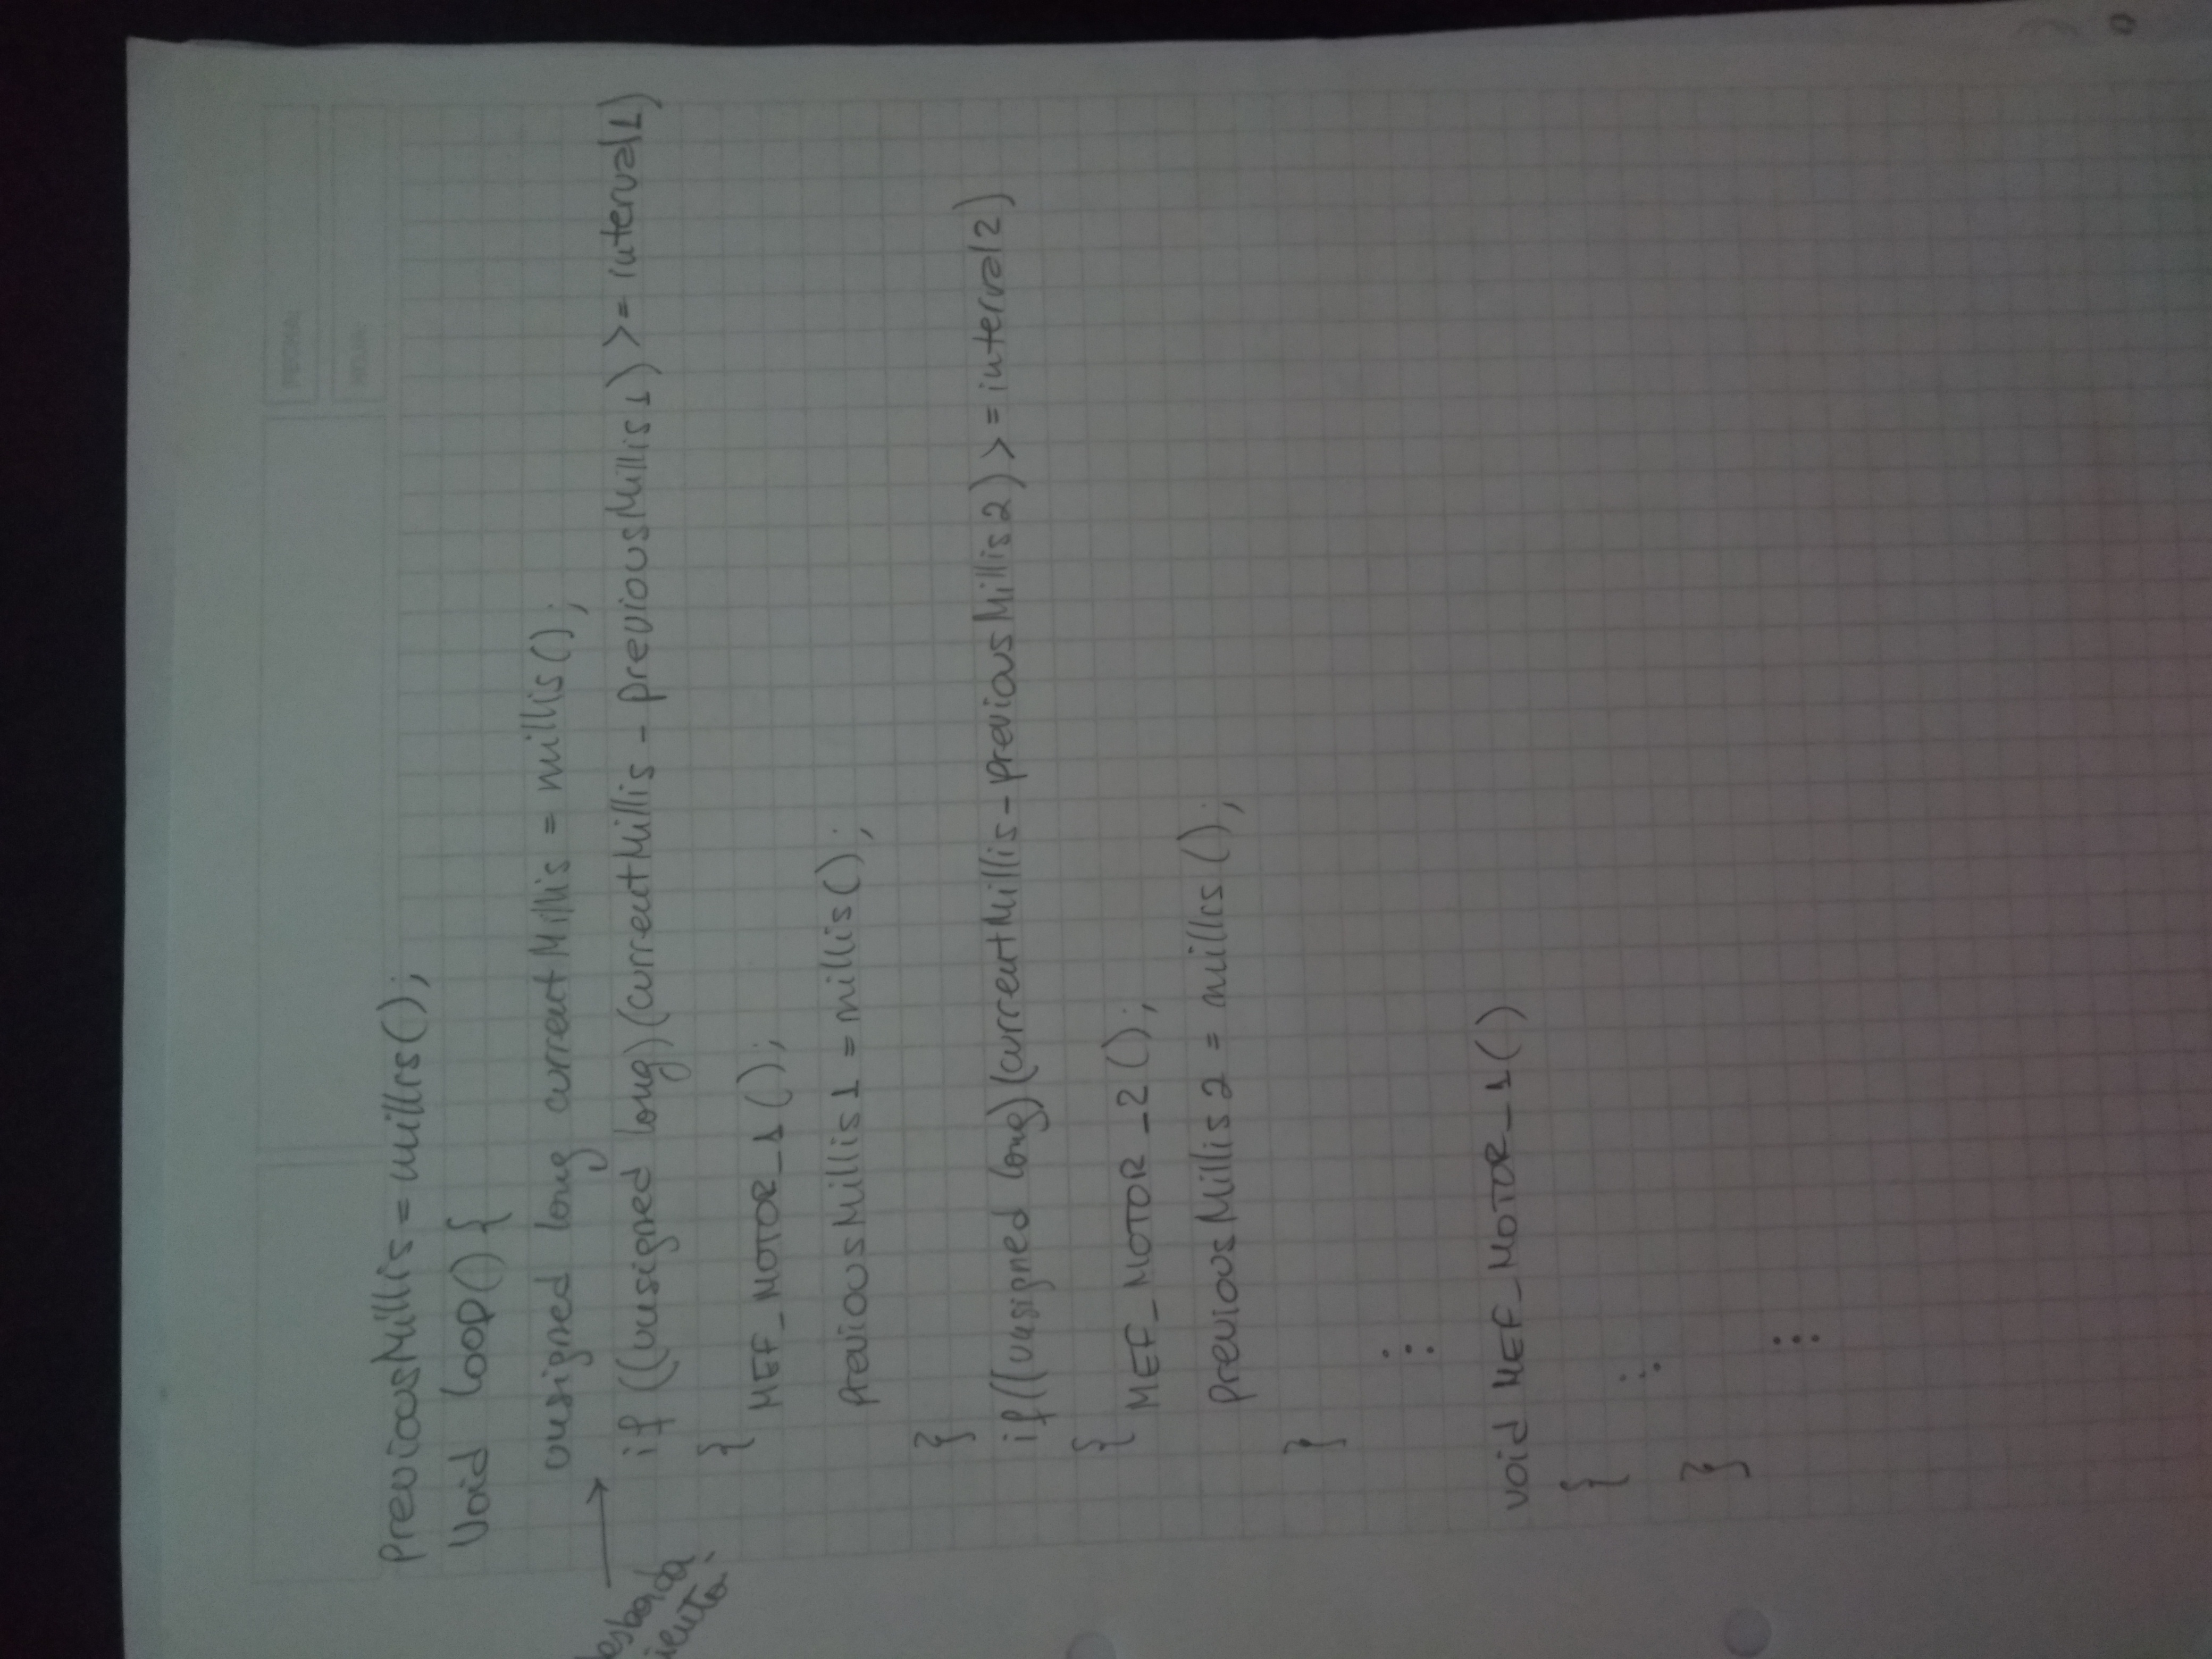 FECHA:
HOJA:
previousMillis = millis();
void loop() {
unsigned long currentMillis = millis();
if ((unsigned long)(currentMillis - previousMillis1) >= interval1)
{
MEF_MOTOR_1();
previousMillis1 = millis();
}
if((unsigned long)(currentMillis - previousMillis2) >= interval2)
{
MEF_MOTOR_2();
previousMillis2 = millis();
}
⋮
void MEF_MOTOR_1()
{
⋮
}
⋮
esborda
-
iento